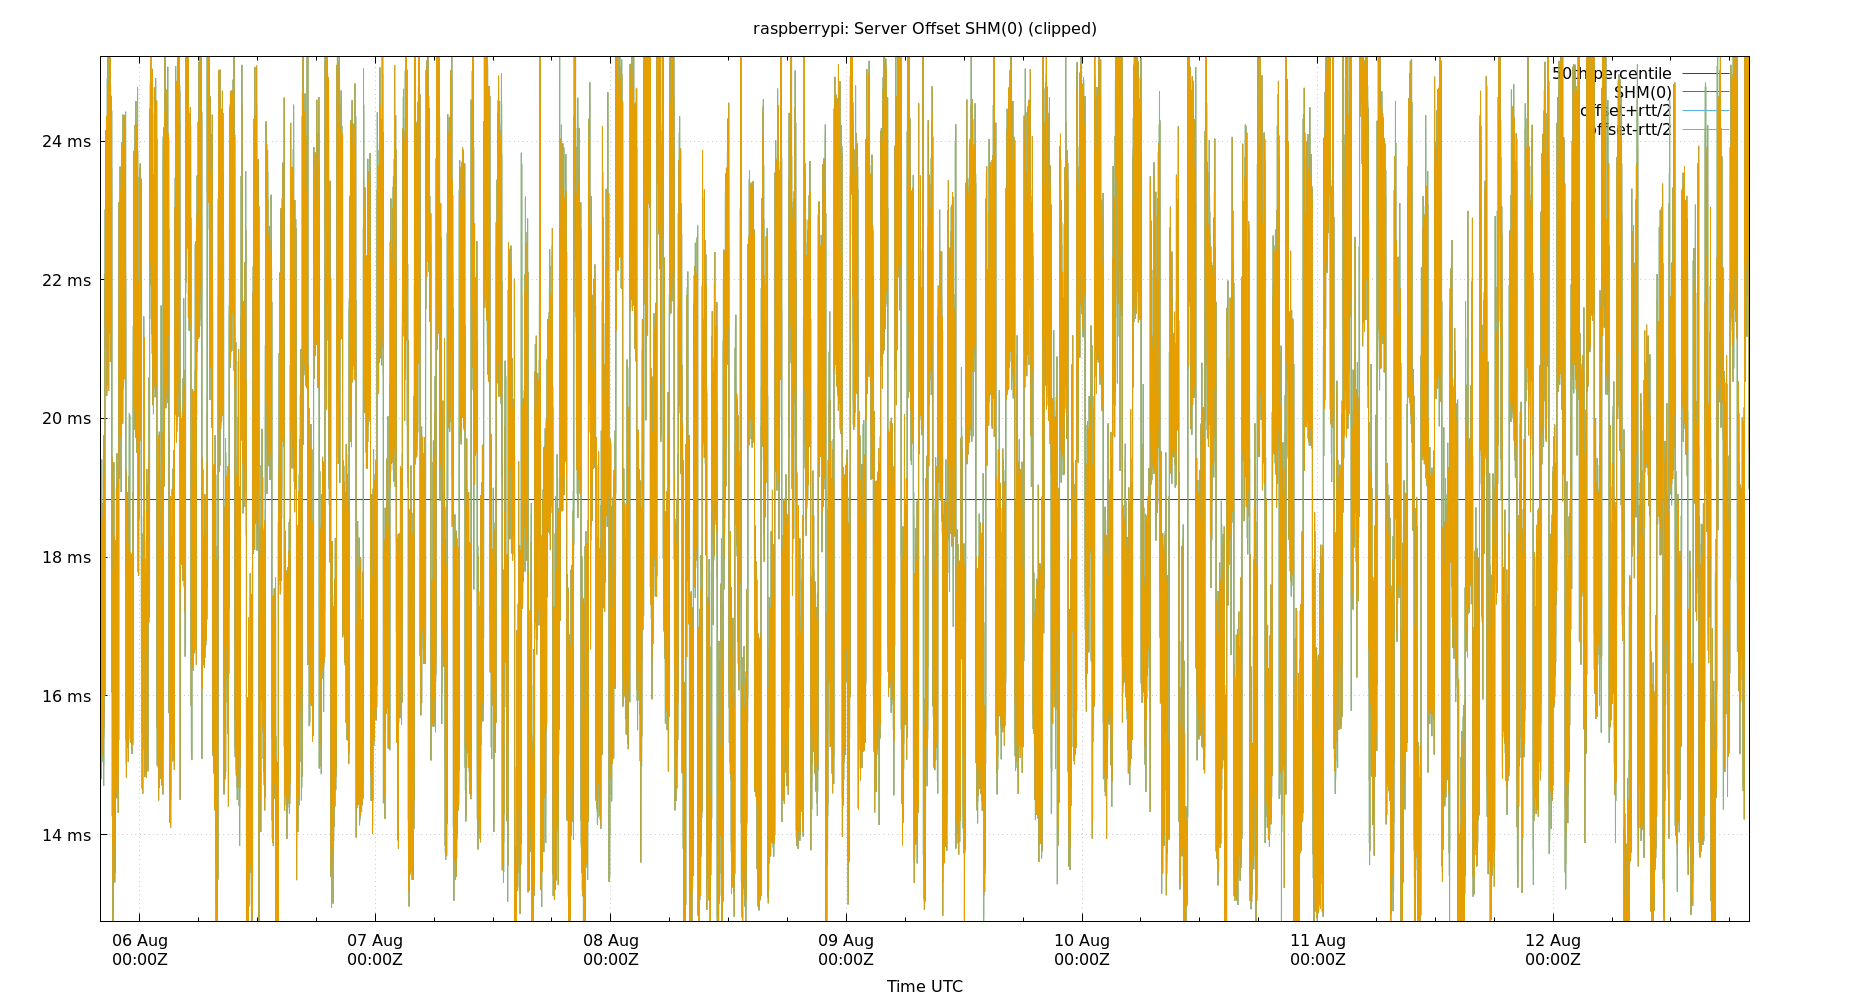 raspberrypi: Server Offset SHM(0) (clipped)
50th percentile
SHM(0)
offset+rtt/2
offset-rtt/2
24 ms
22 ms
20 ms
18 ms
16 ms
14 ms
06 Aug 07 Aug 08 Aug 09 Aug 10 Aug 11 Aug 12 Aug
00:00Z 00:00Z 00:00Z 00:00Z 00:00Z 00:00Z 00:00Z
Time UTC